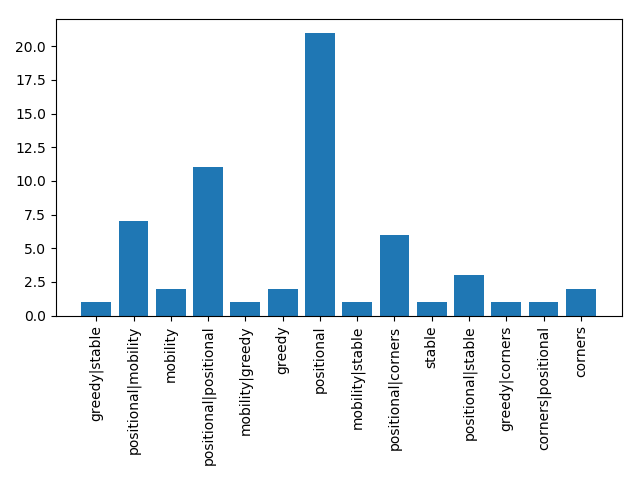 20.0
17.5
15.0
12.5
10.0
7.5
5.0
2.5
0.0
greedy|stable
positional|mobility
mobility
positional|positional
mobility|greedy
greedy
positional
mobility|stable
positional|corners
stable
positional|stable
greedy|corners
corners|positional
corners